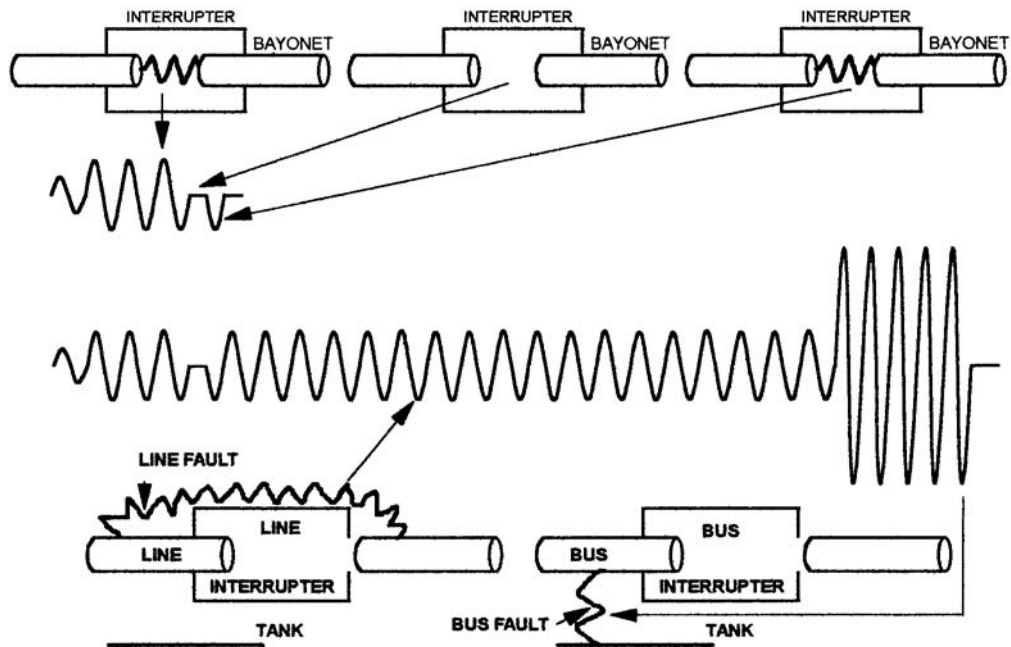 INTERRUPTER
INTERRUPTER
INTERRUPTER
BAYONET
BAYONET
BAYONET
LINE FAULT
LINE
BUS
LINE
BUS
INTERRUPTER
INTERRUPTER
BUS FAULT
TANK
TANK